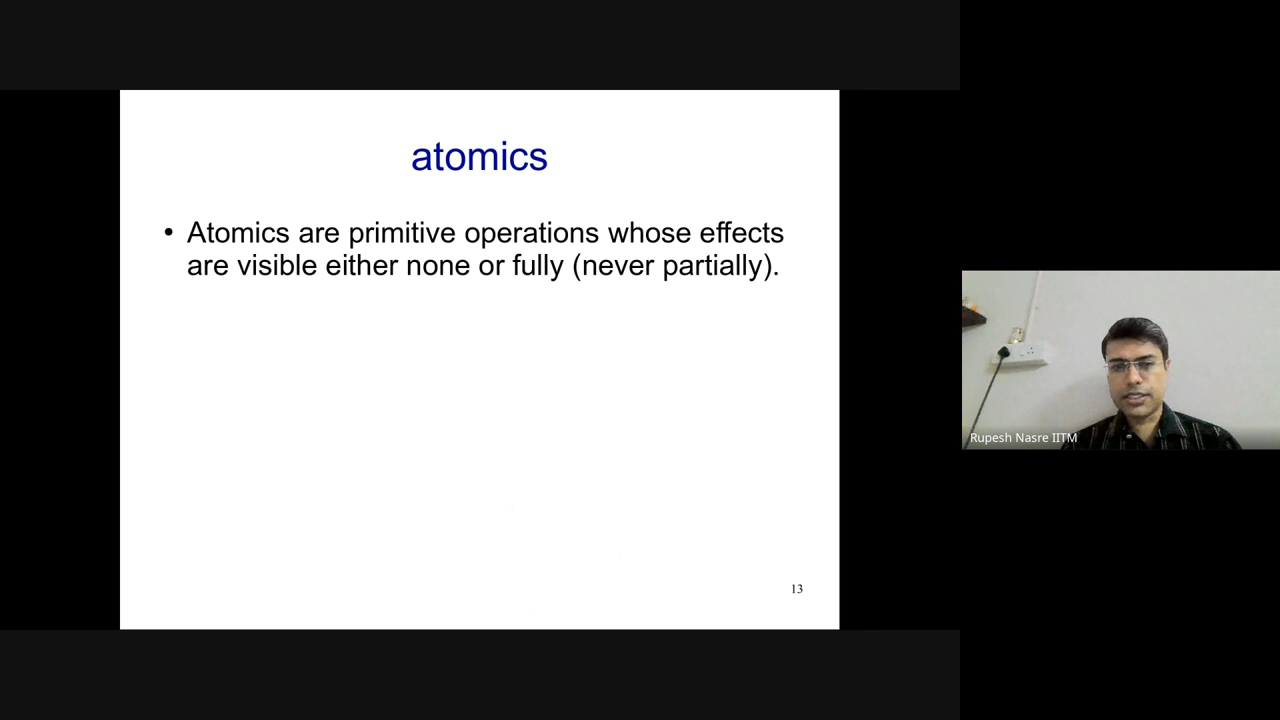 atomics
• Atomics are primitive operations whose effects
are visible either none or fully (never partially).
13
Rupesh Nasre IITM